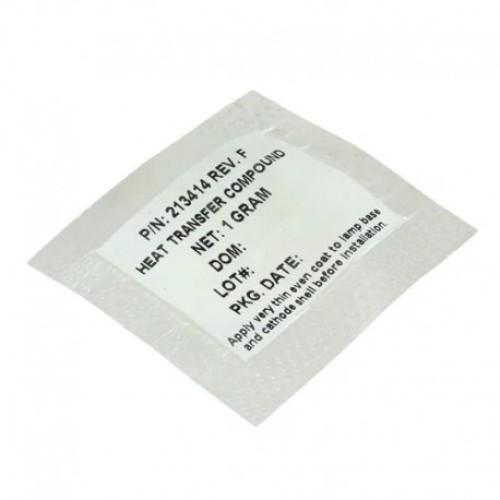 P/N: 213414 REV. F
HEAT TRANSFER COMPOUND
NET: 1 GRAM
DOM:
LOT#:
PKG. DATE:
Apply very thin even coat to lamp base
and cathode shell before installation.